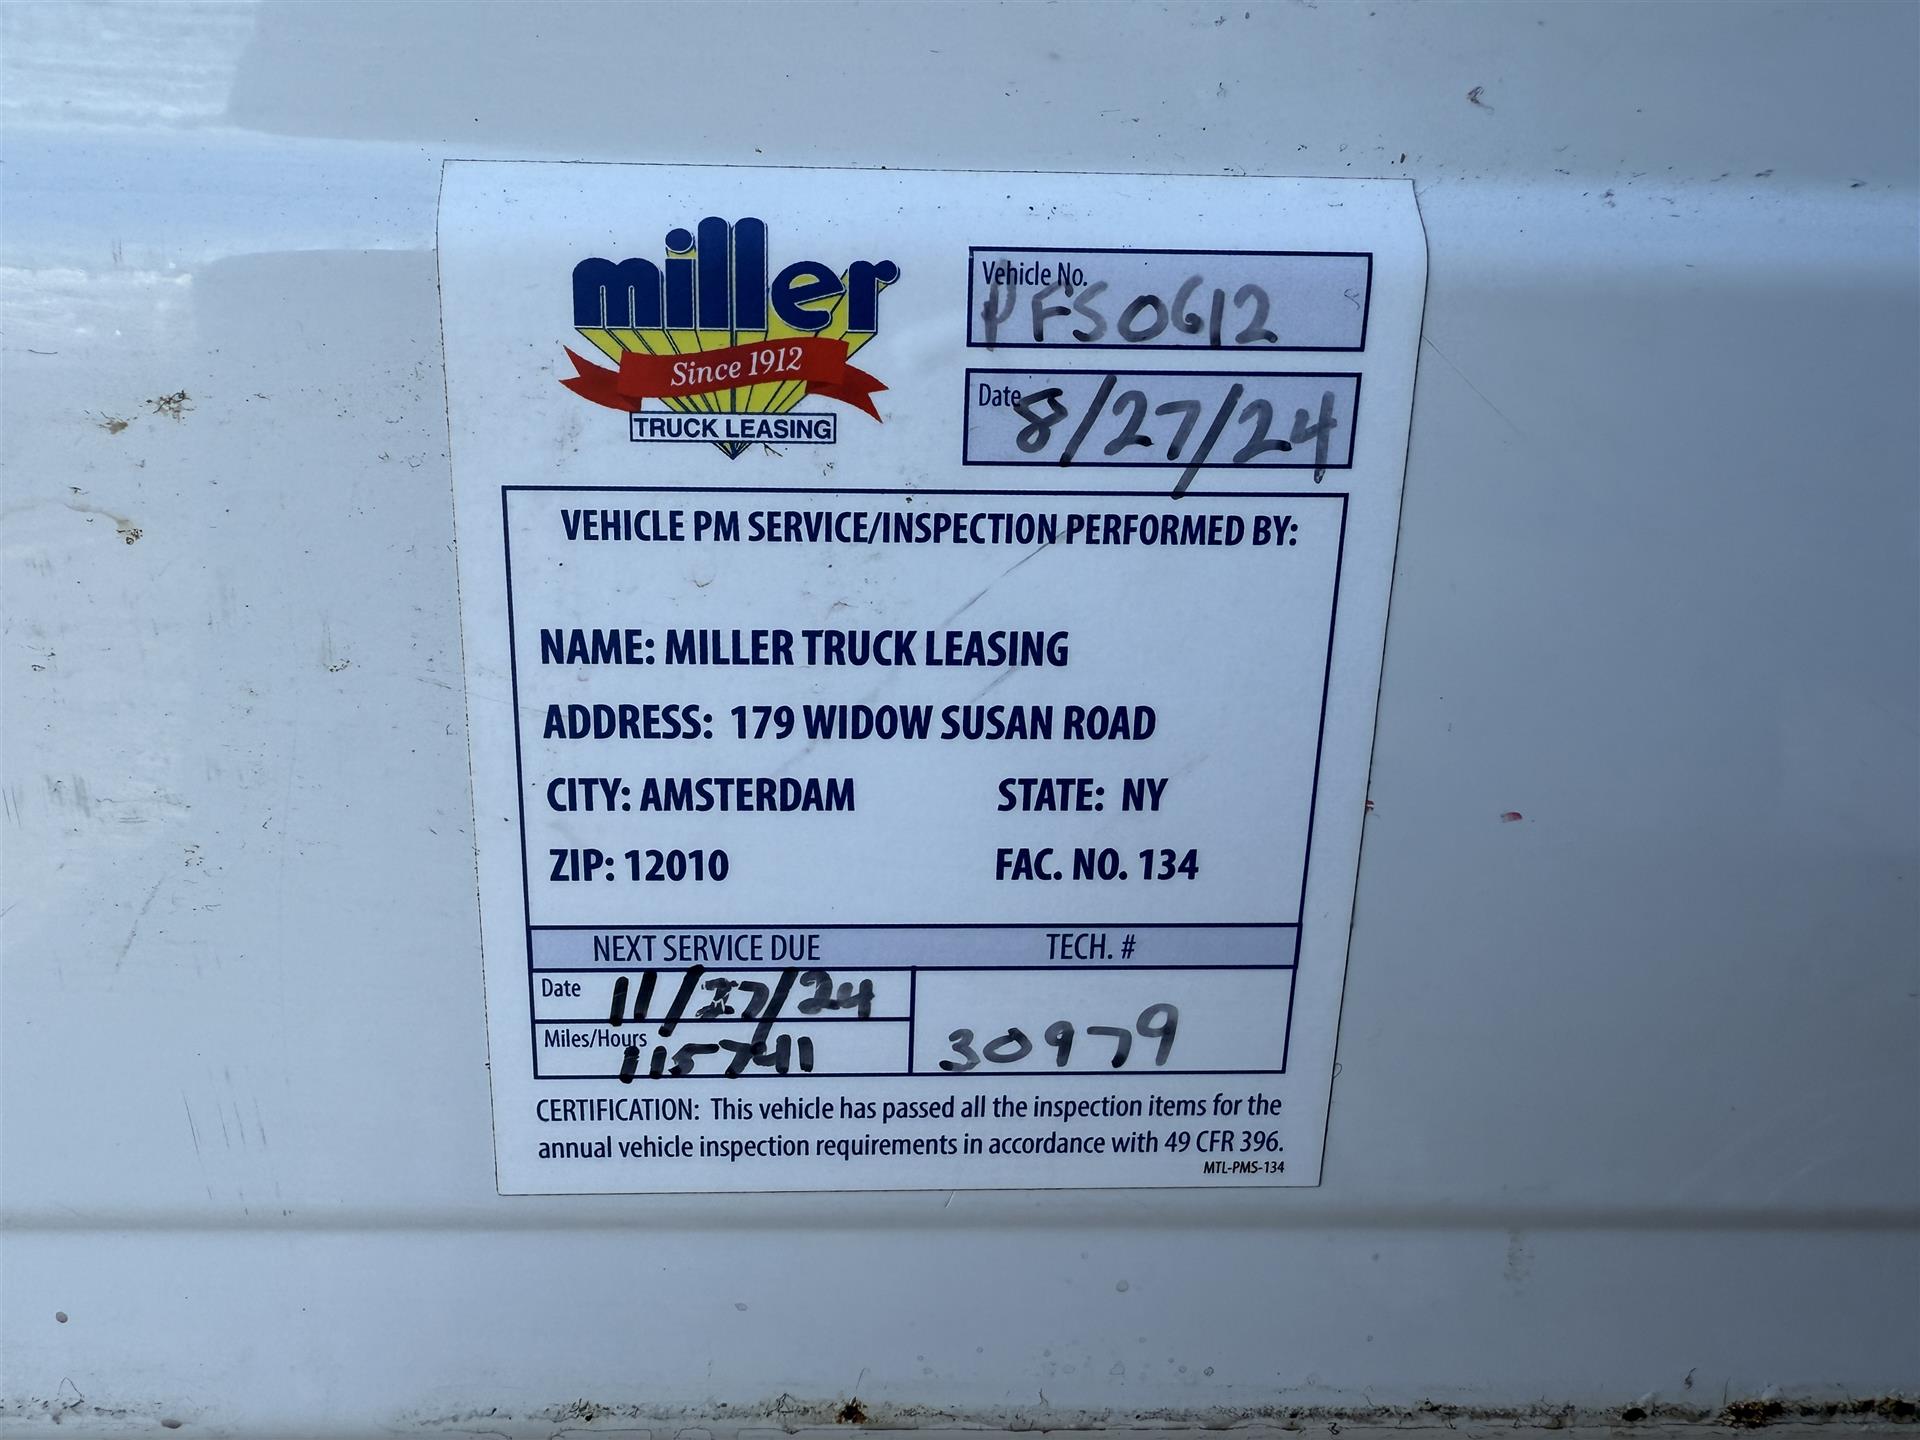 miller
Since 1912
TRUCK LEASING
Vehicle No.
PFS0612
Date
8/27/24
VEHICLE PM SERVICE/INSPECTION PERFORMED BY:
NAME: MILLER TRUCK LEASING
ADDRESS: 179 WIDOW SUSAN ROAD
CITY: AMSTERDAM STATE: NY
ZIP: 12010 FAC. NO. 134
NEXT SERVICE DUE TECH. #
Date 11/27/24
Miles/Hours 115741 30979
CERTIFICATION: This vehicle has passed all the inspection items for the
annual vehicle inspection requirements in accordance with 49 CFR 396.
MTL-PMS-134